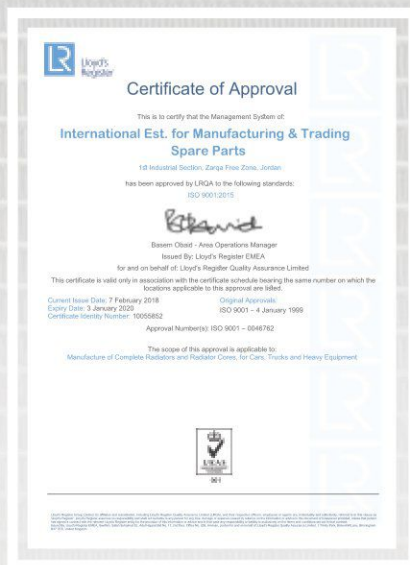 LR
Lloyd's
Register
Certificate of Approval
This is to certify that the Management System of:
International Est. for Manufacturing & Trading
Spare Parts
Industrial Section, Zarqa Free Zone, Jordan
has been approved by LRQA to the following standards:
ISO 9001:2015
Basem Obaid - Area Operations Manager
Issued By: Lloyd's Register EMEA
for and on behalf of: Lloyd's Register Quality Assurance Limited
This certificate is valid only in association with the certificate schedule bearing the same number on which the
locations applicable to this approval are listed.
Current Issue Date: 7 February 2018
Expiry Date: 3 January 2020
Certificate Identity Number: 10055852
Original Approvals:
ISO 9001 – 4 January 1999
Approval Number(s): ISO 9001 – 0046762
The scope of this approval is applicable to:
Manufacture of Complete Radiators and Radiator Cores, for Cars, Trucks and Heavy Equipment
UKAS
001